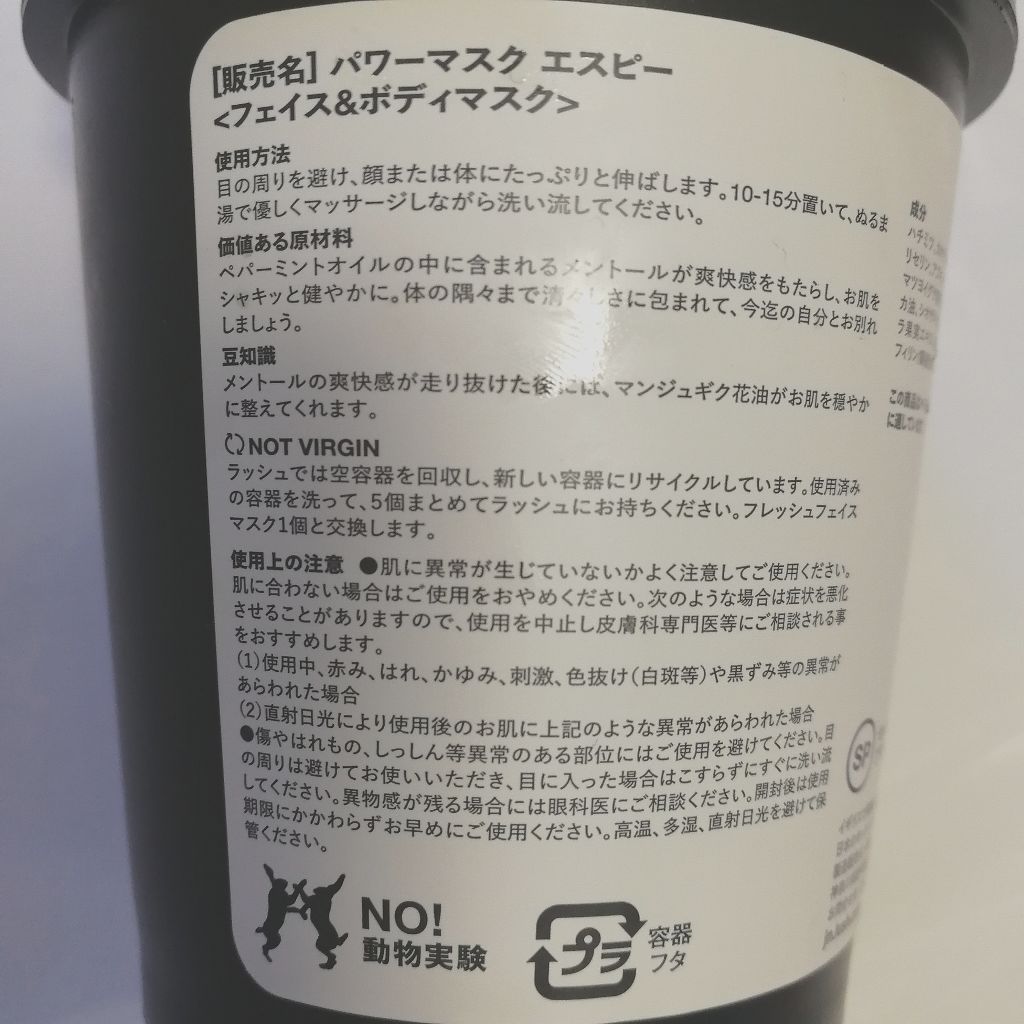 [販売名] パワーマスク エスピー
<フェイス&ボディマスク>
使用方法
目の周りを避け、顔または体にたっぷりと伸ばします。10-15分置いて、ぬるま
湯で優しくマッサージしながら洗い流してください。
価値ある原材料
ペパーミントオイルの中に含まれるメントールが爽快感をもたらし、お肌を
シャキッと健やかに。体の隅々まで清々しさに包まれて、今迄の自分とお別れ
しましょう。
豆知識
メントールの爽快感が走り抜けた後には、マンジュギク花油がお肌を穏やか
に整えてくれます。
NOT VIRGIN
ラッシュでは空容器を回収し、新しい容器にリサイクルしています。使用済み
の容器を洗って、5個まとめてラッシュにお持ちください。フレッシュフェイス
マスク1個と交換します。
使用上の注意 ●肌に異常が生じていないかよく注意してご使用ください。
肌に合わない場合はご使用をおやめください。次のような場合は症状を悪化
させることがありますので、使用を中止し皮膚科専門医等にご相談される事
をおすすめします。
(1)使用中、赤み、はれ、かゆみ、刺激、色抜け(白斑等)や黒ずみ等の異常が
あらわれた場合
(2)直射日光により使用後のお肌に上記のような異常があらわれた場合
●傷やはれもの、しっしん等異常のある部位にはご使用を避けてください。目
の周りは避けてお使いいただき、目に入った場合はこすらずにすぐに洗い流
してください。異物感が残る場合には眼科医にご相談ください。開封後は使用
期限にかかわらずお早めにご使用ください。高温、多湿、直射日光を避けて保
管ください。
NO!
動物実験
プラ
容器
フタ
成分
ハチミツ
リセリン
この商品は
に適してい
SP